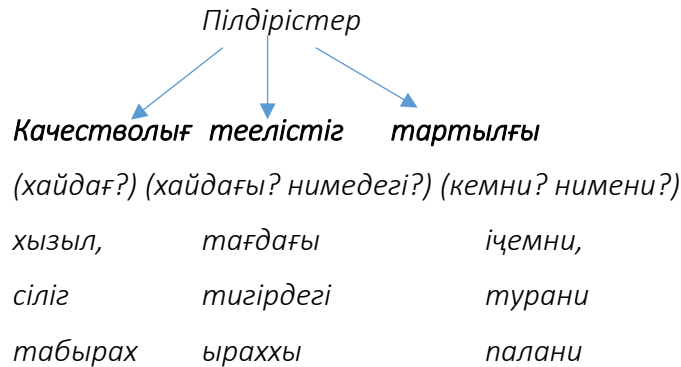 Пілдірістер
Качестволығ теелістіг тартылғы
(хайдағ?) (хайдағы? нимедегі?) (кемни? нимени?)
хызыл, тағдағы іҷемни,
сіліг тигірдегі турани
табырах ыраххы палани